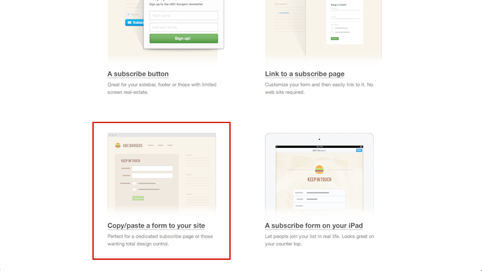 Sign up to the ABC Burgers newsletter
Sign up!
A subscribe button
Great for your sidebar, footer or those with limited
screen real-estate.
Link to a subscribe page
Customize your form and then easily link to it. No
web site required.
ABC BURGERS
KEEP IN TOUCH
Copy/paste a form to your site
Perfect for a dedicated subscribe page or those
wanting total design control.
KEEP IN TOUCH
A subscribe form on your iPad
Let people join your list in real life. Looks great on
your counter top.